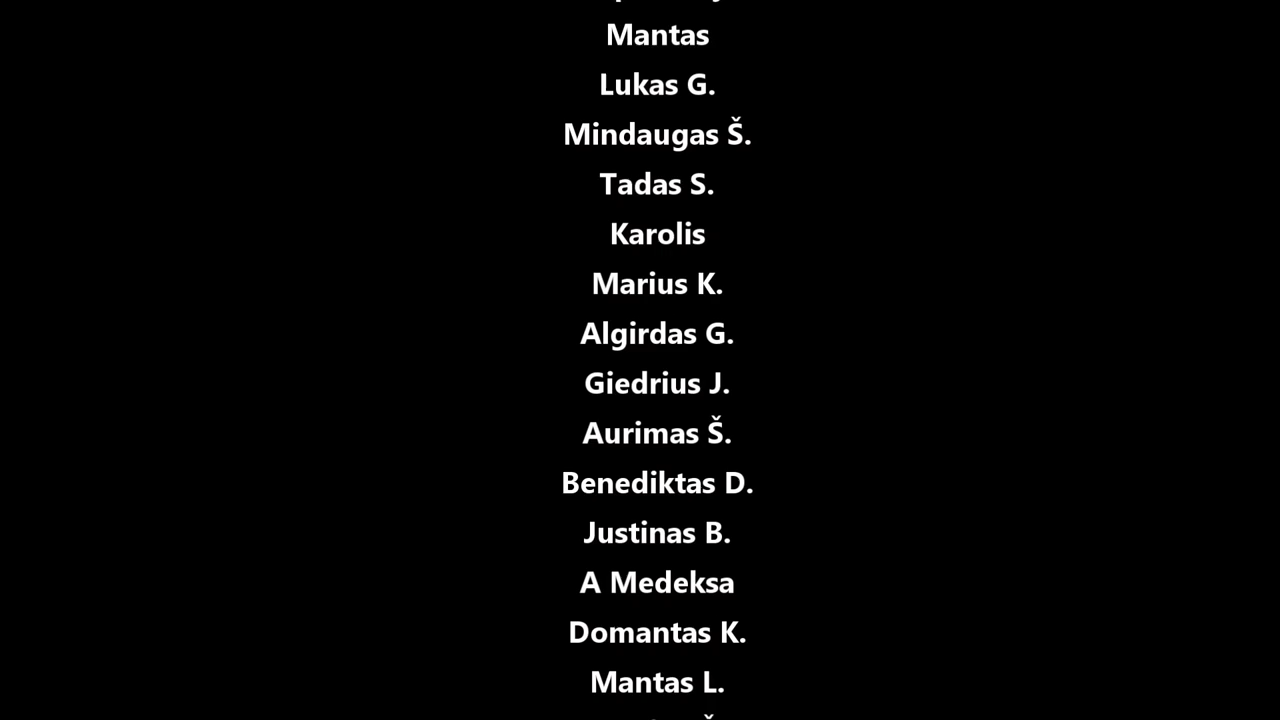 Mantas
Lukas G.
Mindaugas Š.
Tadas S.
Karolis
Marius K.
Algirdas G.
Giedrius J.
Aurimas Š.
Benediktas D.
Justinas B.
A Medeksa
Domantas K.
Mantas L.